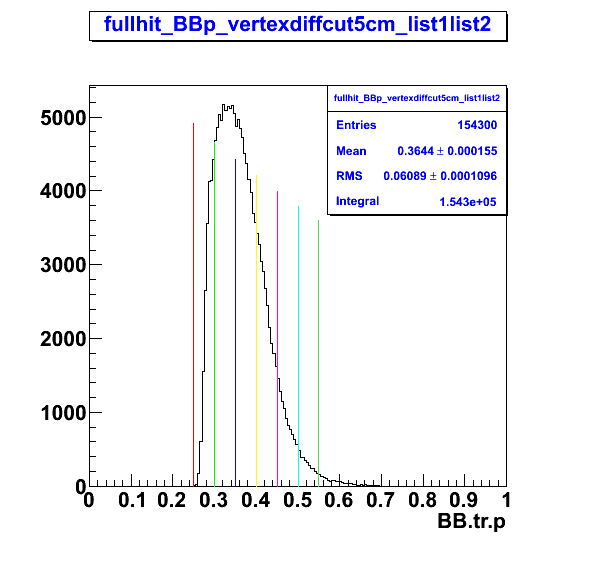 fullhit_BBp_vertexdiffcut5cm_list1list2
fullhit_BBp_vertexdiffcut5cm_list1list2
Entries 154300
Mean 0.3644 ± 0.000155
RMS 0.06089 ± 0.0001096
Integral 1.543e+05
5000
4000
3000
2000
1000
0
0 0.1 0.2 0.3 0.4 0.5 0.6 0.7 0.8 0.9 1
BB.tr.p